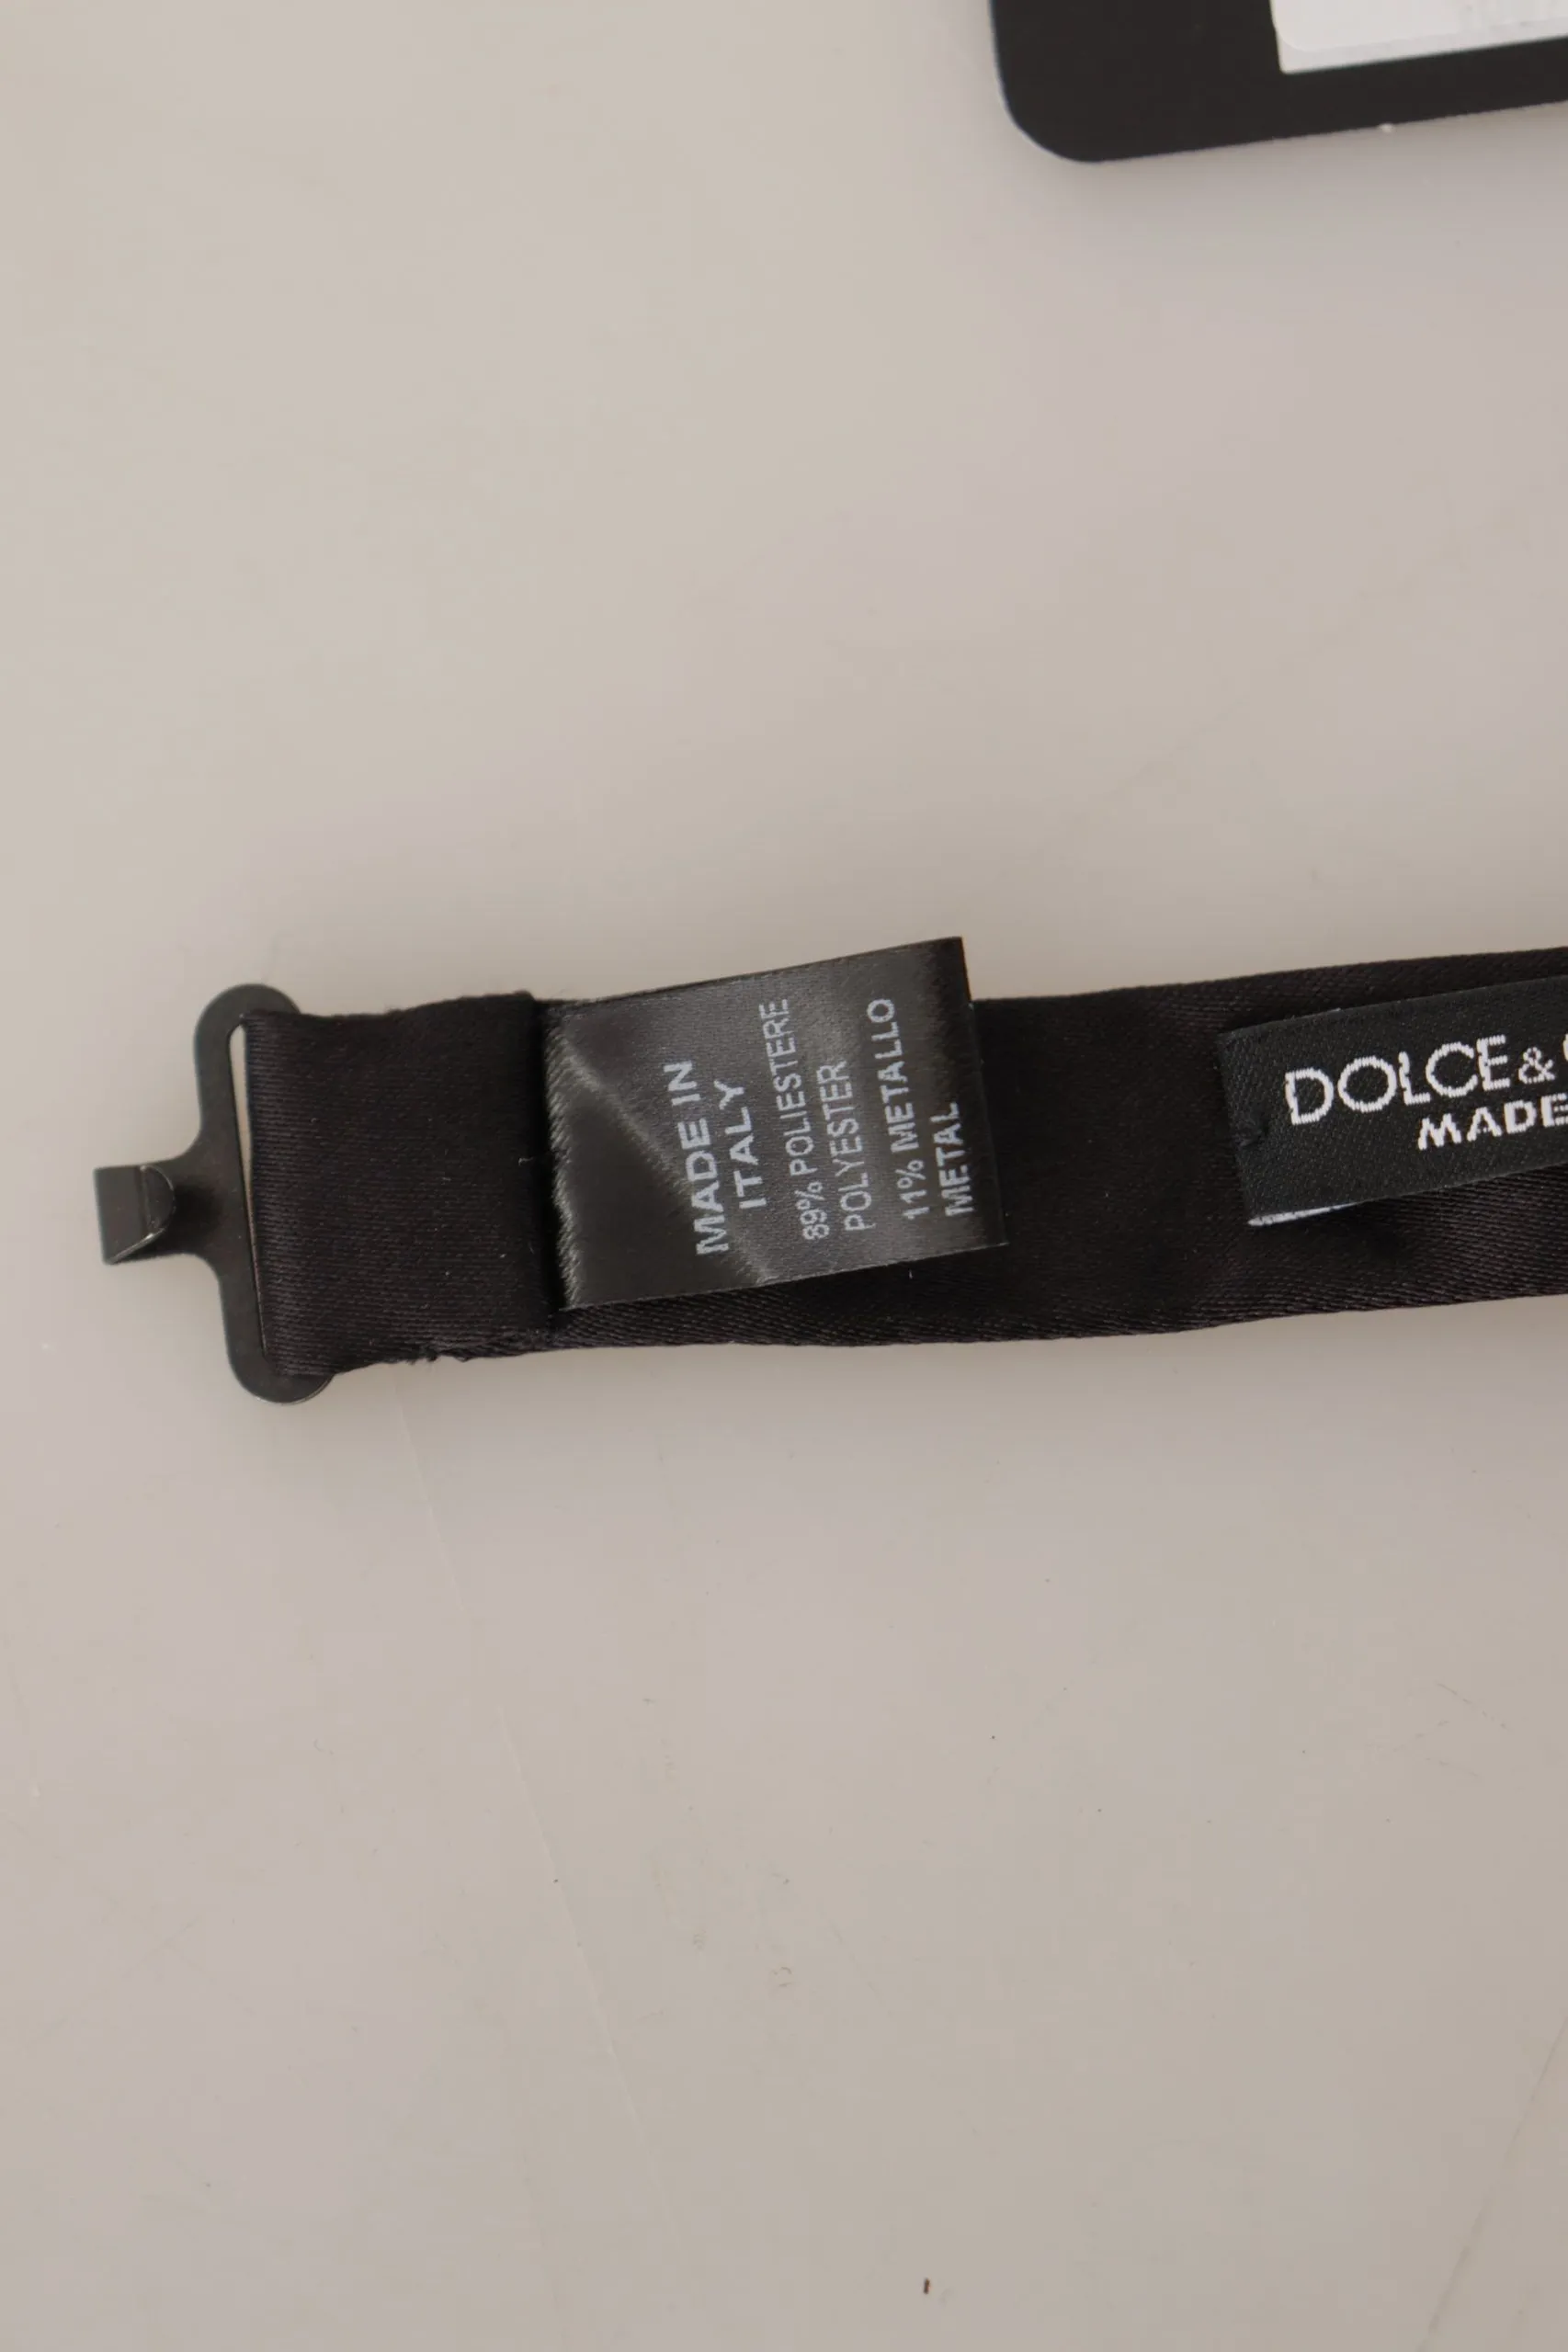 MADE IN
ITALY
89% POLIESTERE
POLYESTER
11% METALLO
METAL
DOLCE&
MADE